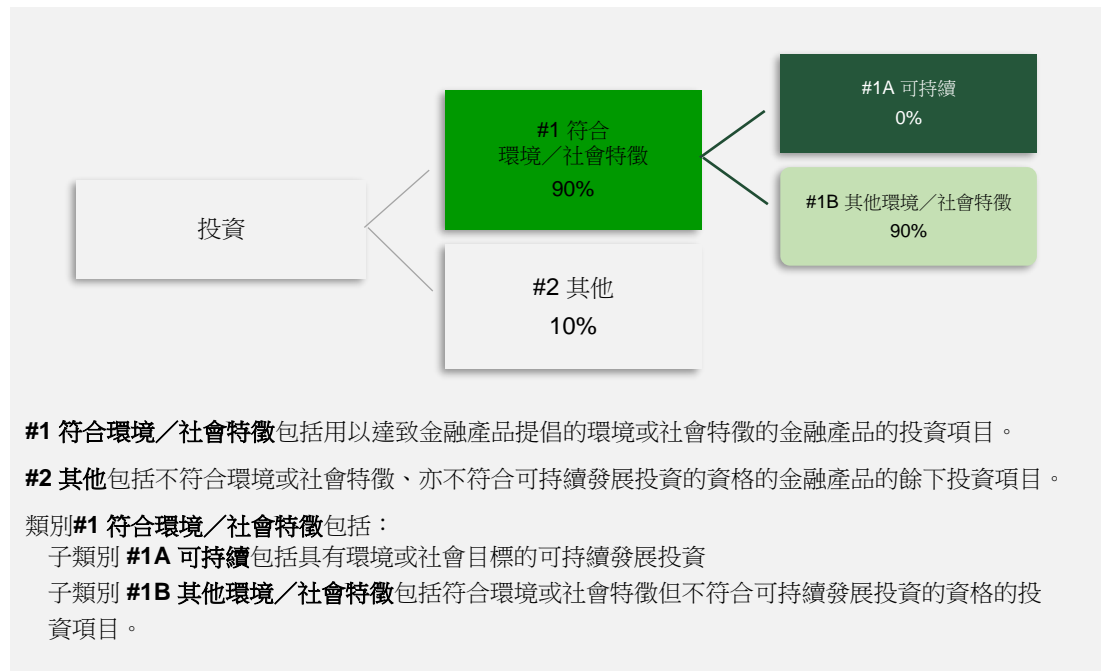 #1A 可持續
0%
#1 符合
環境／社會特徵
90%
投資
#1B 其他環境／社會特徵
90%
#2 其他
10%
#1 符合環境／社會特徵包括用以達致金融產品提倡的環境或社會特徵的金融產品的投資項目。
#2 其他包括不符合環境或社會特徵、亦不符合可持續發展投資的資格的金融產品的餘下投資項目。
類別#1 符合環境／社會特徵包括：
子類別 #1A 可持續包括具有環境或社會目標的可持續發展投資
子類別 #1B 其他環境／社會特徵包括符合環境或社會特徵但不符合可持續發展投資的資格的投
資項目。